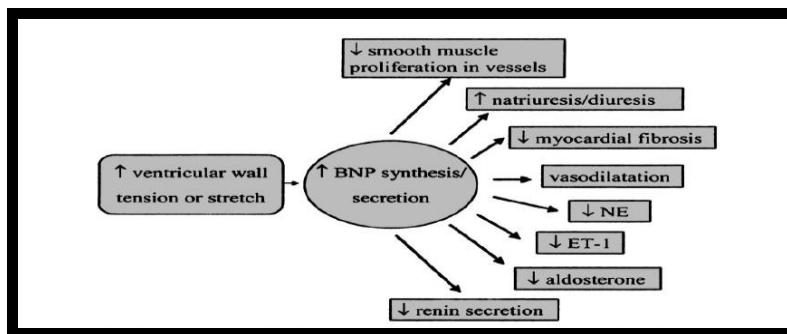 ↓ smooth muscle
proliferation in vessels
↑ natriuresis/diuresis
↓ myocardial fibrosis
↑ ventricular wall
tension or stretch
↑ BNP synthesis/
secretion
vasodilatation
↓ NE
↓ ET-1
↓ aldosterone
↓ renin secretion